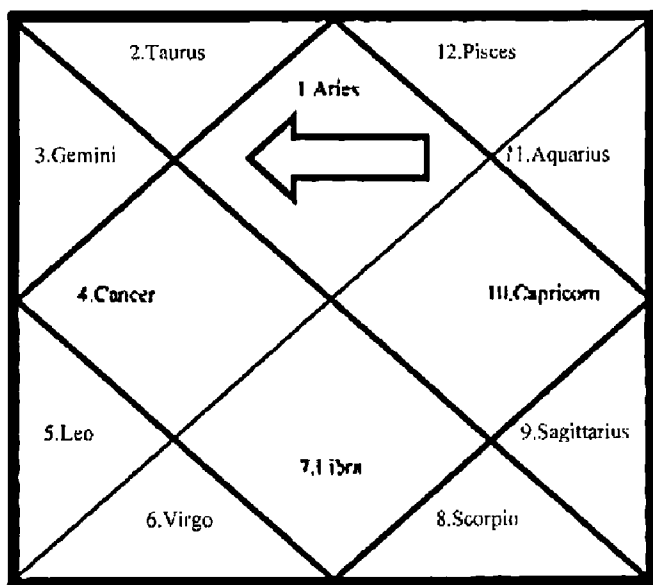 2.Taurus
12.Pisces
1 Aries
3.Gemini
11.Aquarius
4.Cancer
10.Capricorn
5.Leo
9.Sagittarius
7.Libra
6.Virgo
8.Scorpio